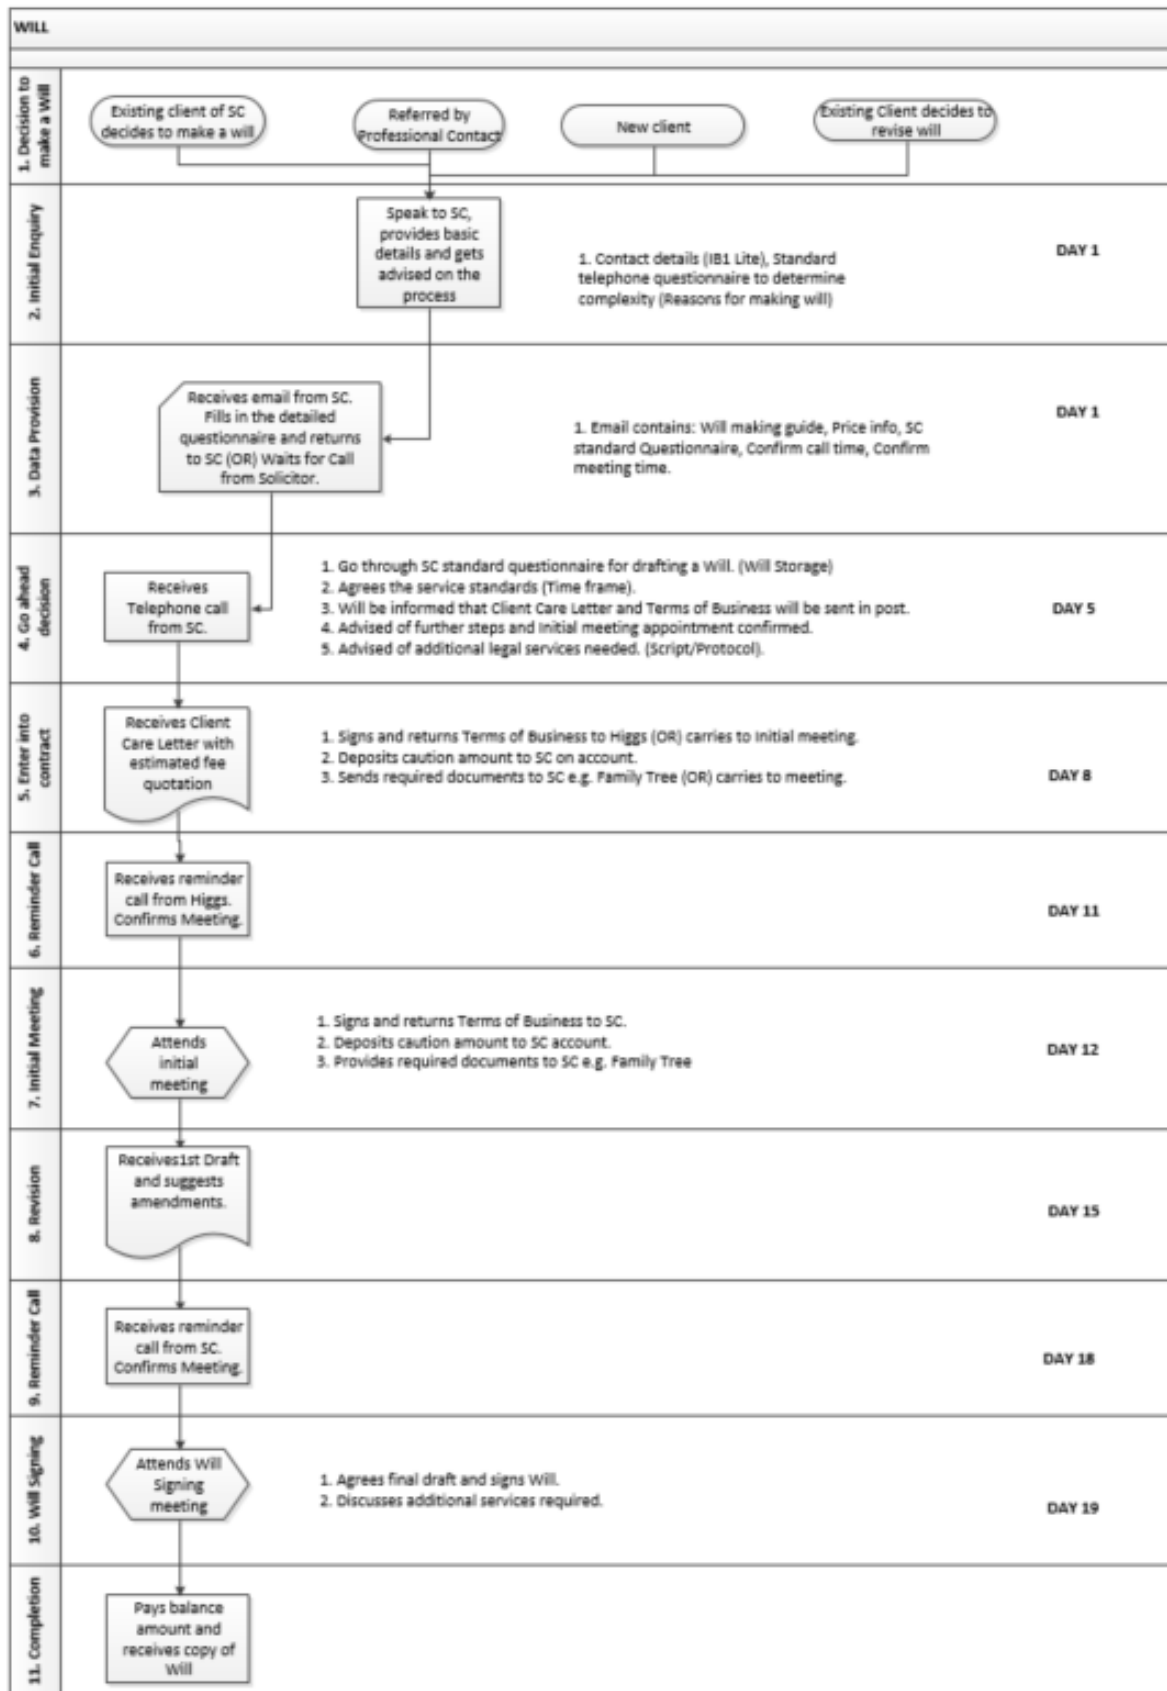 WILL
1. Decision to
make a Will
Existing client of SC
decides to make a will
Referred by
Professional Contact
New client
Existing Client decides to
revise will
2. Initial Enquiry
Speak to SC,
provides basic
details and gets
advised on the
process
1. Contact details (IB1 Lite), Standard
telephone questionnaire to determine
complexity (Reasons for making will)
DAY 1
3. Data Provision
Receives email from SC.
Fills in the detailed
questionnaire and returns
to SC (OR) Waits for Call
from Solicitor.
1. Email contains: Will making guide, Price info, SC
standard Questionnaire, Confirm call time, Confirm
meeting time.
DAY 1
4. Go ahead
decision
Receives
Telephone call
from SC.
1. Go through SC standard questionnaire for drafting a Will. (Will Storage)
2. Agrees the service standards (Time frame).
3. Will be informed that Client Care Letter and Terms of Business will be sent in post.
4. Advised of further steps and Initial meeting appointment confirmed.
5. Advised of additional legal services needed. (Script/Protocol).
DAY 5
5. Enter into
contract
Receives Client
Care Letter with
estimated fee
quotation
1. Signs and returns Terms of Business to Higgs (OR) carries to Initial meeting.
2. Deposits caution amount to SC on account.
3. Sends required documents to SC e.g. Family Tree (OR) carries to meeting.
DAY 8
6. Reminder Call
Receives reminder
call from Higgs.
Confirms Meeting.
DAY 11
7. Initial Meeting
Attends
initial
meeting
1. Signs and returns Terms of Business to SC.
2. Deposits caution amount to SC account.
3. Provides required documents to SC e.g. Family Tree
DAY 12
8. Revision
Receives1st Draft
and suggests
amendments.
DAY 15
9. Reminder Call
Receives reminder
call from SC.
Confirms Meeting.
DAY 18
10. Will Signing
Attends Will
Signing
meeting
1. Agrees final draft and signs Will.
2. Discusses additional services required.
DAY 19
11. Completion
Pays balance
amount and
receives copy of
Will